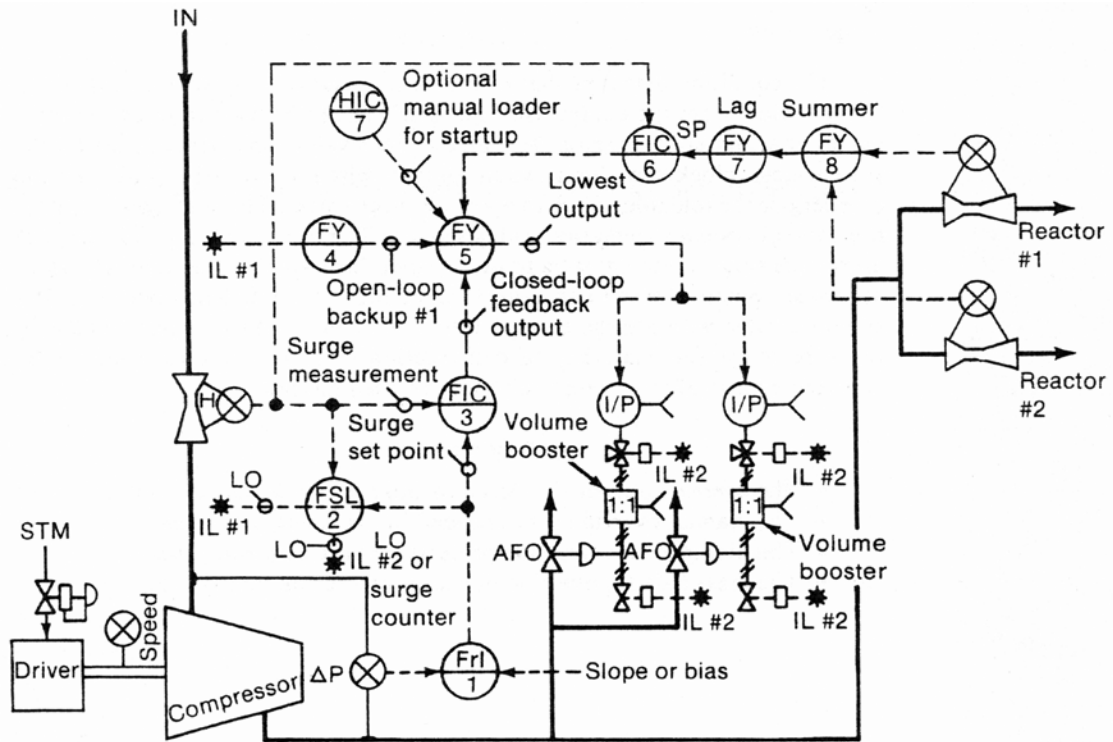 IN
HIC
7
Optional
manual loader
for startup
FIC
6
SP
Lag
FY
7
Summer
FY
8
Lowest
output
IL #1
FY
4
FY
5
Open-loop
backup #1
Closed-loop
feedback
output
Reactor
#1
Reactor
#2
H
Surge
measurement
FIC
3
Surge
set point
I/P
I/P
Volume
booster
IL #2
IL #2
1:1
1:1
Volume
booster
LO
IL #1
FSL
2
LO
LO
IL #2 or
surge
counter
AFO
AFO
IL #2
IL #2
STM
Speed
Driver
Compressor
ΔP
FrI
1
Slope or bias